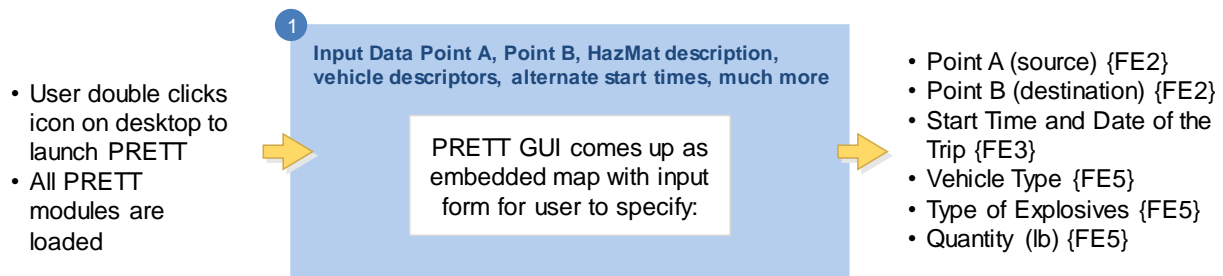 1
Input Data Point A, Point B, HazMat description,
vehicle descriptors, alternate start times, much more
• User double clicks
icon on desktop to
launch PRETT
• All PRETT
modules are
loaded
PRETT GUI comes up as
embedded map with input
form for user to specify:
• Point A (source) {FE2}
• Point B (destination) {FE2}
• Start Time and Date of the
Trip {FE3}
• Vehicle Type {FE5}
• Type of Explosives {FE5}
• Quantity (lb) {FE5}